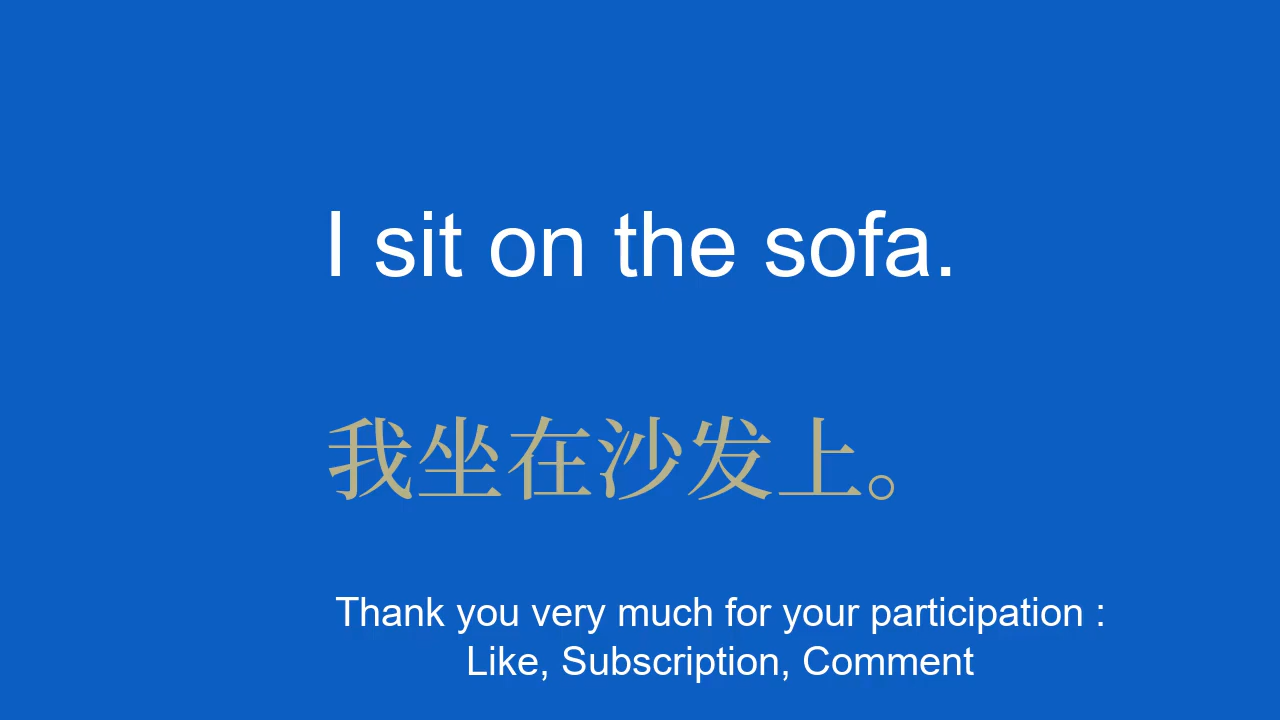 I sit on the sofa.
我坐在沙发上。
Thank you very much for your participation :
Like, Subscription, Comment